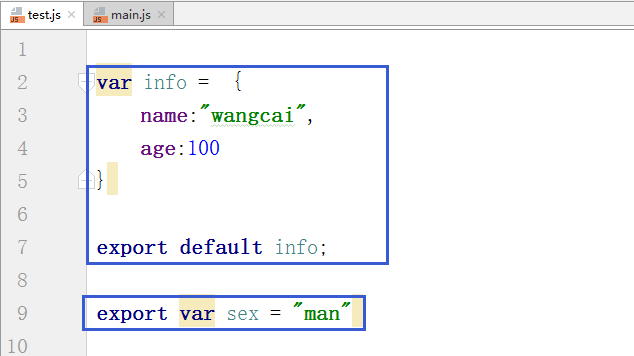 test.js main.js
1
2 var info = {
3 name:"wangcai",
4 age:100
5 }
6
7 export default info;
8
9 export var sex = "man"
10